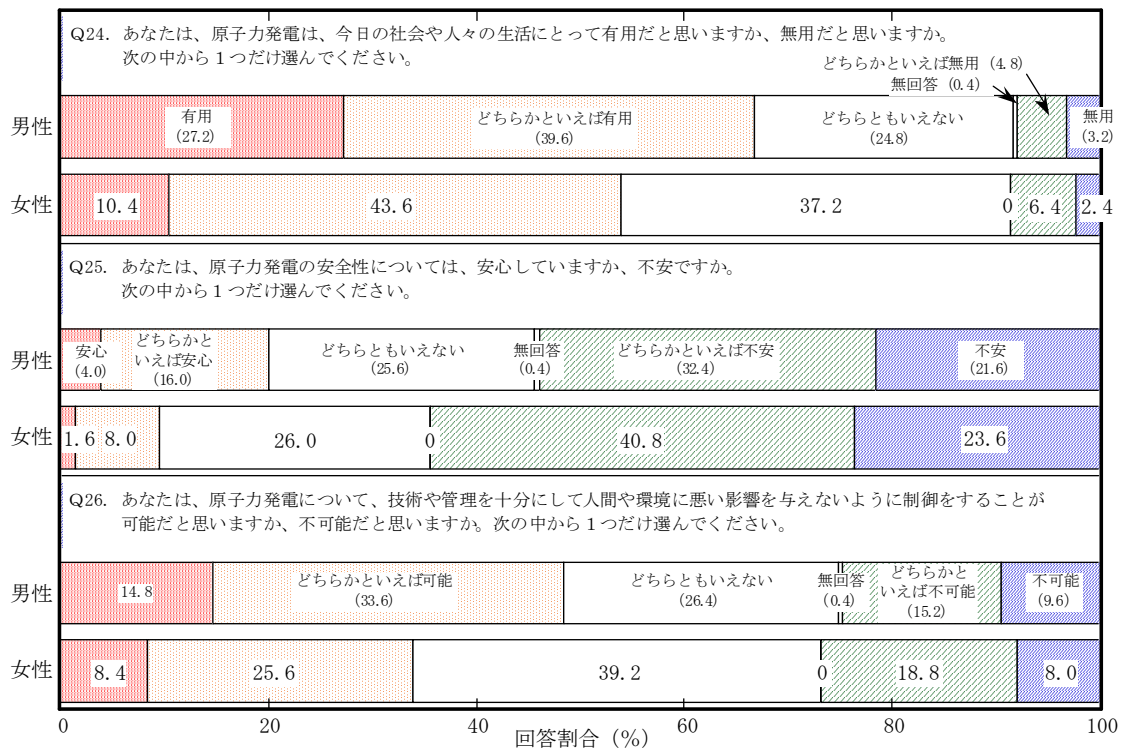 Q24. あなたは、原子力発電は、今日の社会や人々の生活にとって有用だと思いますか、無用だと思いますか。
次の中から１つだけ選んでください。
どちらかといえば無用 (4.8)
無回答 (0.4)
男性
有用
(27.2)
どちらかといえば有用
(39.6)
どちらともいえない
(24.8)
無用
(3.2)
女性
10.4
43.6
37.2
0
6.4
2.4
Q25. あなたは、原子力発電の安全性については、安心していますか、不安ですか。
次の中から１つだけ選んでください。
男性
安心
(4.0)
どちらかと
いえば安心
(16.0)
どちらともいえない
(25.6)
無回答
(0.4)
どちらかといえば不安
(32.4)
不安
(21.6)
女性
1.6
8.0
26.0
0
40.8
23.6
Q26. あなたは、原子力発電について、技術や管理を十分にして人間や環境に悪い影響を与えないように制御をすることが
可能だと思いますか、不可能だと思いますか。次の中から１つだけ選んでください。
男性
14.8
どちらかといえば可能
(33.6)
どちらともいえない
(26.4)
無回答
(0.4)
どちらかと
いえば不可能
(15.2)
不可能
(9.6)
女性
8.4
25.6
39.2
0
18.8
8.0
0
20
40
60
80
100
回答割合（％）